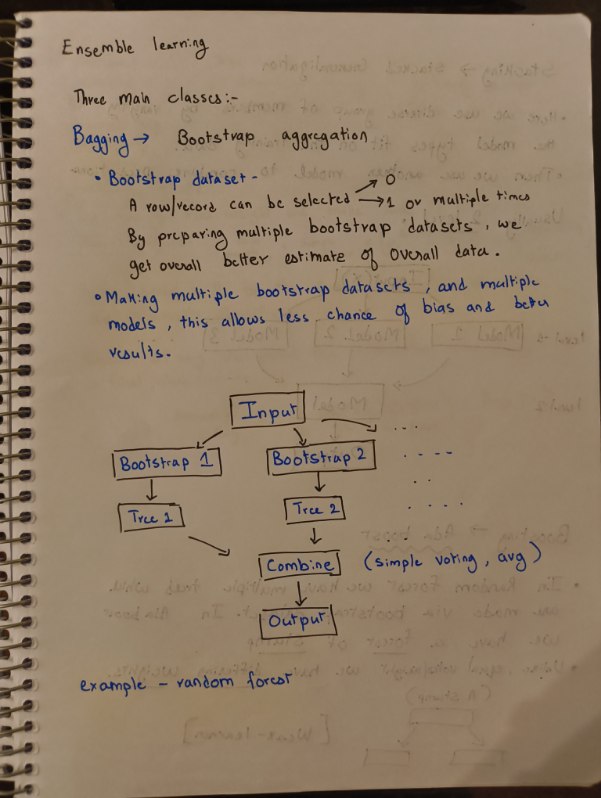 Ensemble learning
Three main classes:-
Bagging → Bootstrap aggregation
• Bootstrap dataset -
A row/record can be selected → 0
→ 1 or multiple times
By preparing multiple bootstrap datasets, we
get overall better estimate of overall data.
• Making multiple bootstrap datasets, and multiple
models, this allows less chance of bias and better
results.
Input
...
Bootstrap 1
Bootstrap 2
....
..
Tree 1
Tree 2
....
Combine (simple voting, avg)
Output
example - random forest